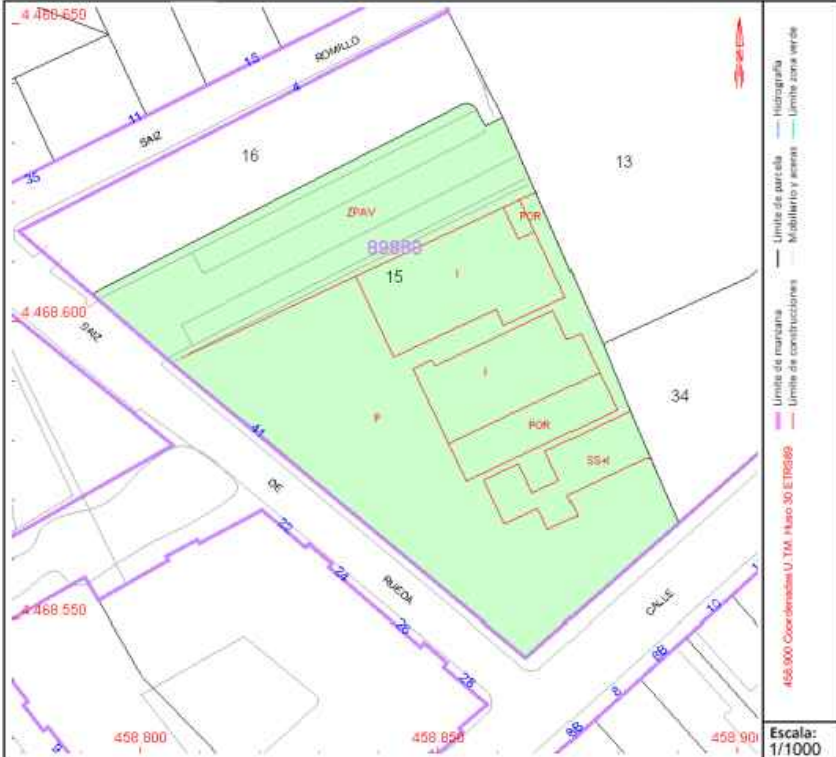 4 468.650
ROMILLO
15
4
11
SAIZ
35
16
13
ZPAV
POR
89880
15
I
4 468.600
SAIZ
34
I
P
41
POR
SS+I
DE
22
24
RUEDA
CALLE
4 468.550
26
10
8B
28
8
8B
9
458.800
458.850
458.900
Límite de manzana
Límite de parcela
Hidrografía
Límite de construcciones
Mobiliario y aceras
Límite zona verde
458.900 Coordenadas U.T.M. Huso 30 ETRS89
Escala:
1/1000